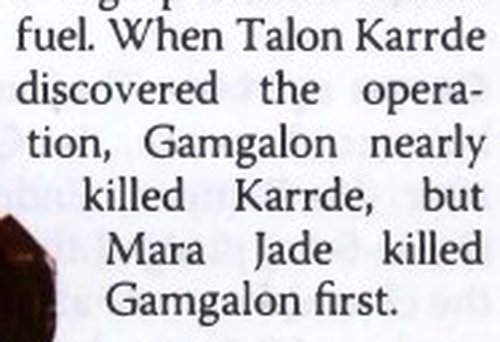 fuel. When Talon Karrde
discovered the opera-
tion, Gamgalon nearly
killed Karrde, but
Mara Jade killed
Gamgalon first.